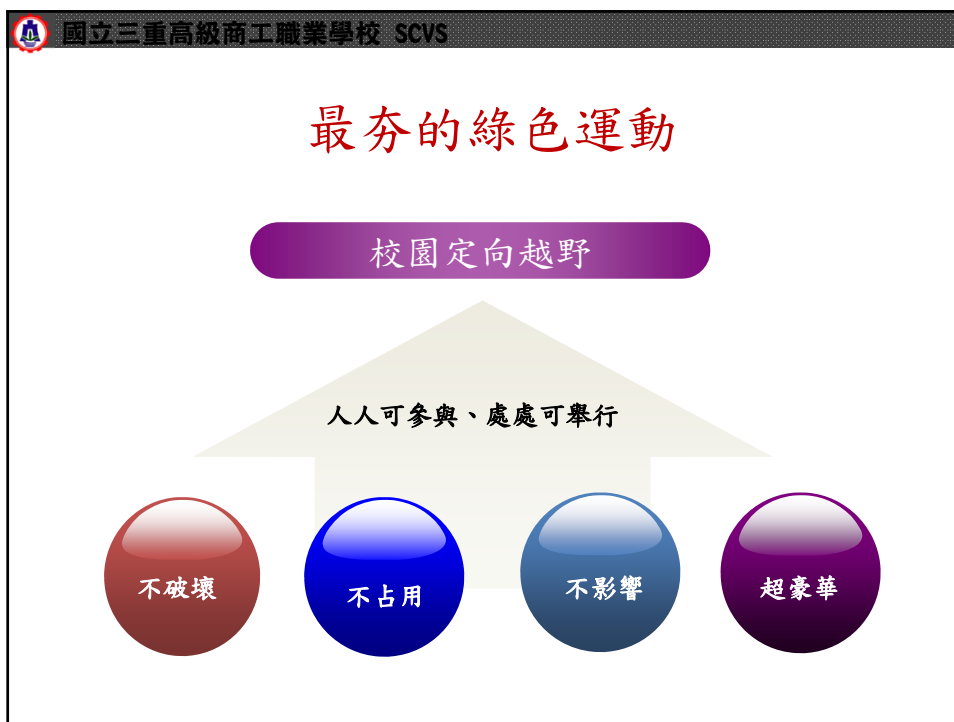 國立三重高級商工職業學校 SCVS
最夯的綠色運動
校園定向越野
人人可參與、處處可舉行
不破壞
不占用
不影響
超豪華